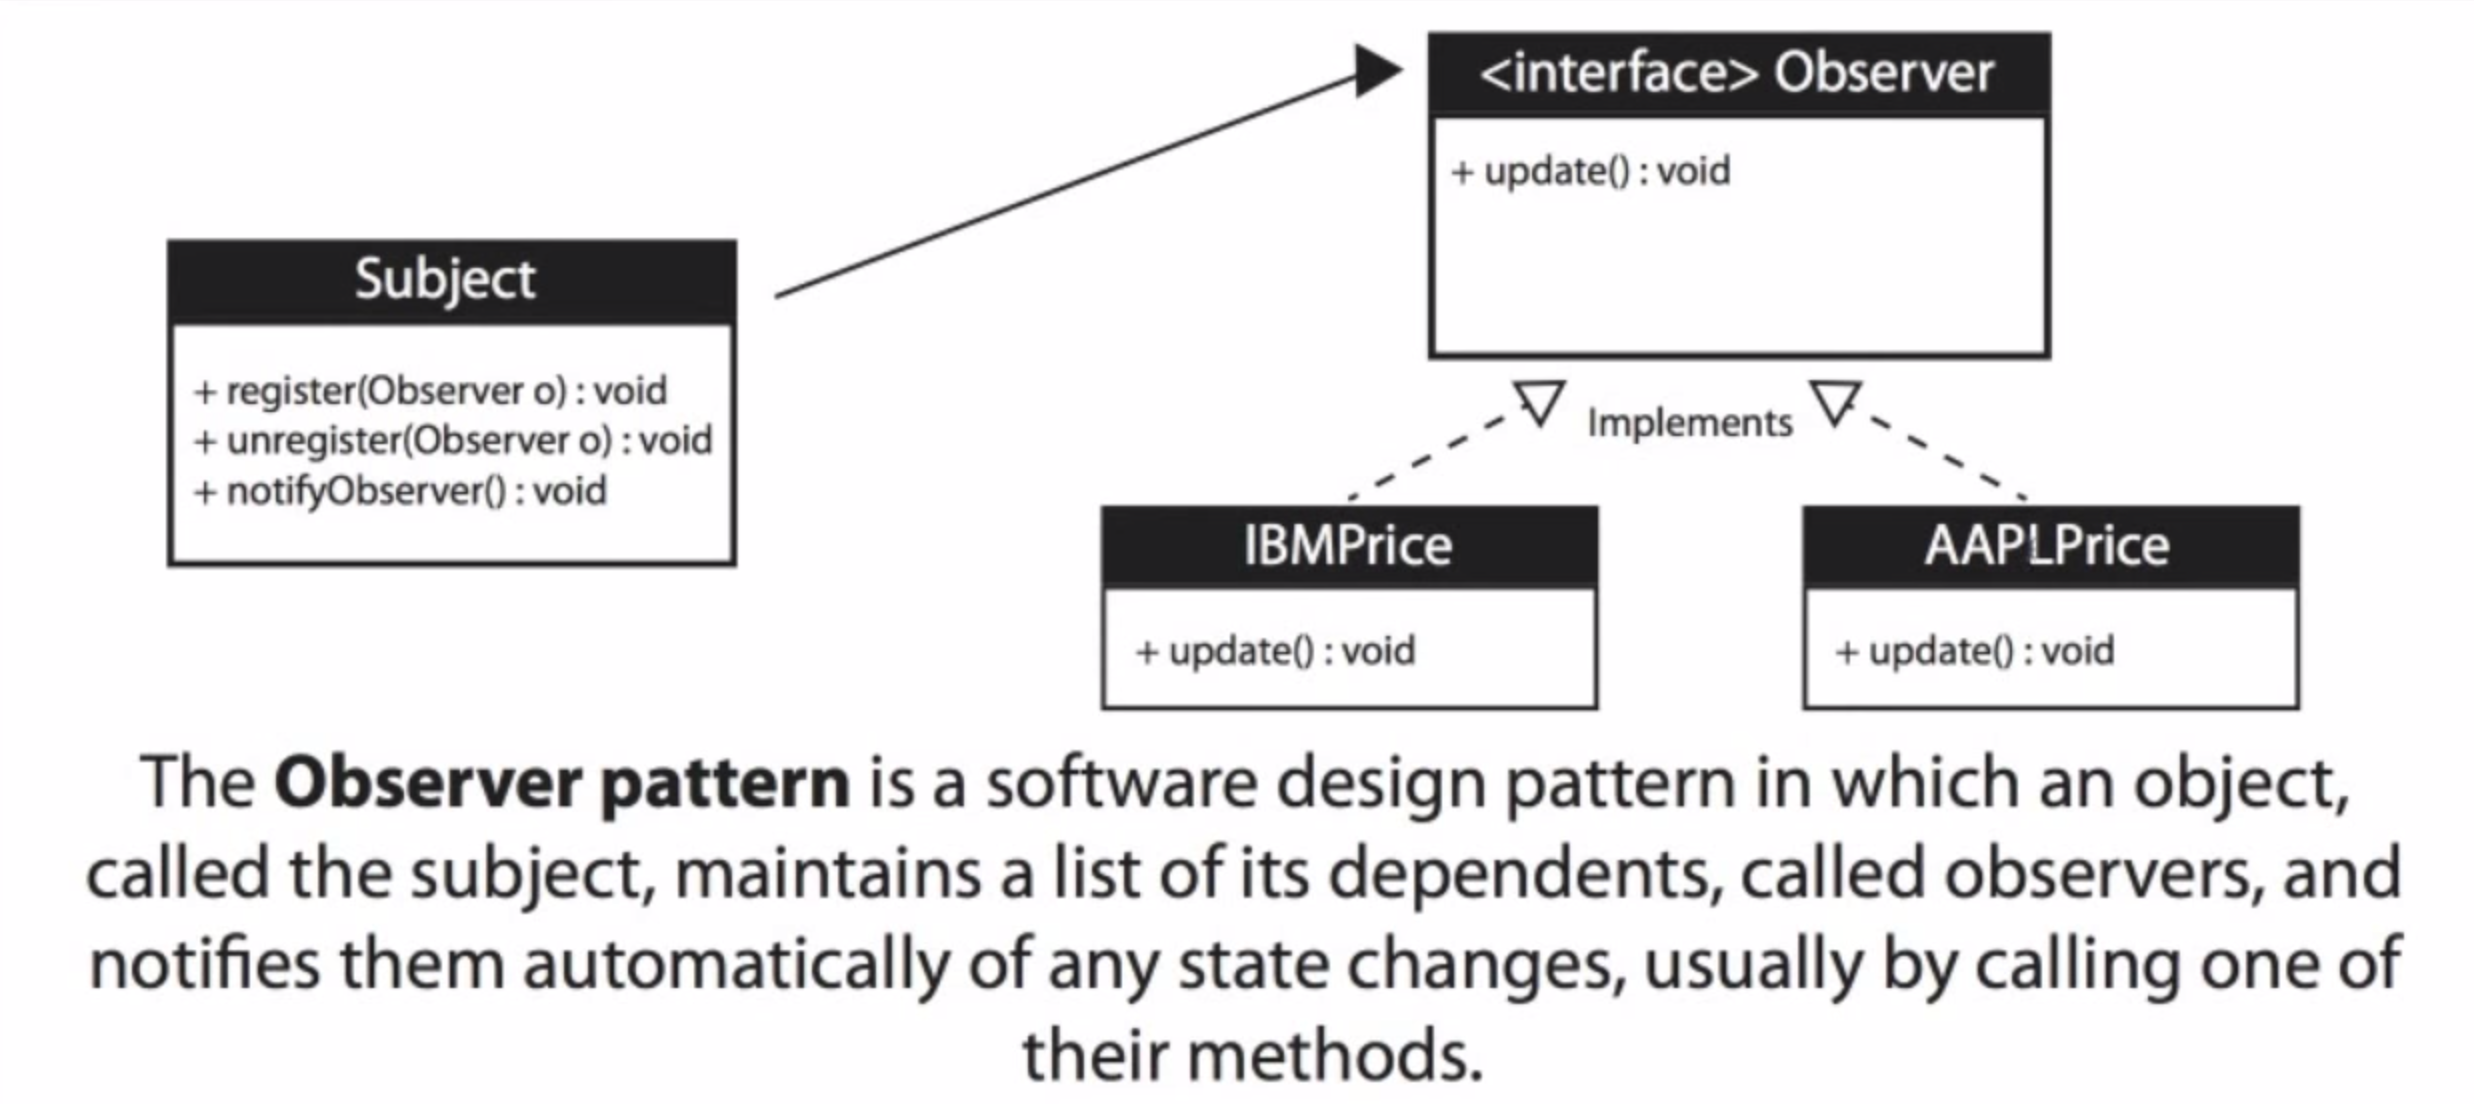 <interface> Observer
+ update() : void
Subject
+ register(Observer o) : void
+ unregister(Observer o) : void
+ notifyObserver() : void
Implements
IBMPrice
+ update() : void
AAPLPrice
+ update() : void
The Observer pattern is a software design pattern in which an object,
called the subject, maintains a list of its dependents, called observers, and
notifies them automatically of any state changes, usually by calling one of
their methods.